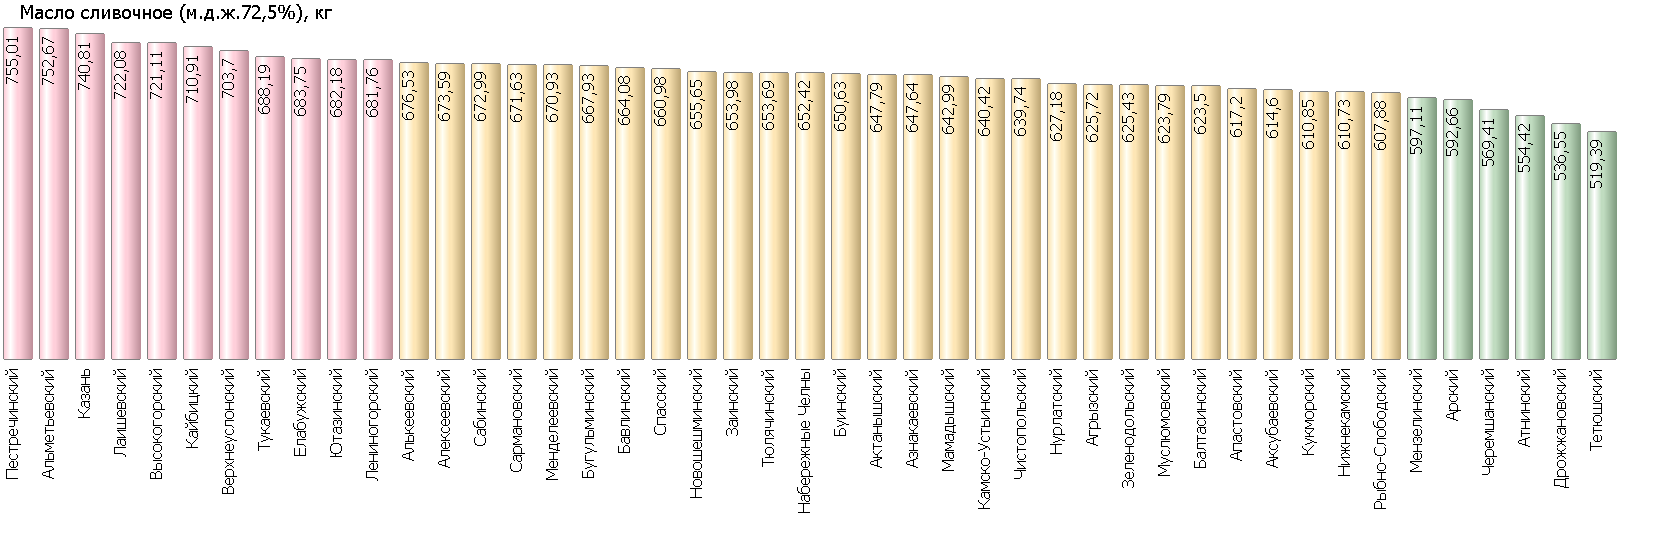 Масло сливочное (м.д.ж.72,5%), кг
755,01
752,67
740,81
722,08
721,11
710,91
703,7
688,19
683,75
682,18
681,76
676,53
673,59
672,99
671,63
670,93
667,93
664,08
660,98
655,65
653,98
653,69
652,42
650,63
647,79
647,64
642,99
640,42
639,74
627,18
625,72
625,43
623,79
623,5
617,2
614,6
610,85
610,73
607,88
597,11
592,66
569,41
554,42
536,55
519,39
Пестречинский
Альметьевский
Казань
Лаишевский
Высокогорский
Кайбицкий
Верхнеуслонский
Тукаевский
Елабужский
Ютазинский
Лениногорский
Алькеевский
Алексеевский
Сабинский
Сармановский
Менделеевский
Бугульминский
Бавлинский
Спасский
Новошешминский
Заинский
Тюлячинский
Набережные Челны
Буинский
Актанышский
Азнакаевский
Мамадышский
Камско-Устьинский
Чистопольский
Нурлатский
Агрызский
Зеленодольский
Муслюмовский
Балтасинский
Апастовский
Аксубаевский
Кукморский
Нижнекамский
Рыбно-Слободский
Мензелинский
Арский
Черемшанский
Атнинский
Дрожжановский
Тетюшский